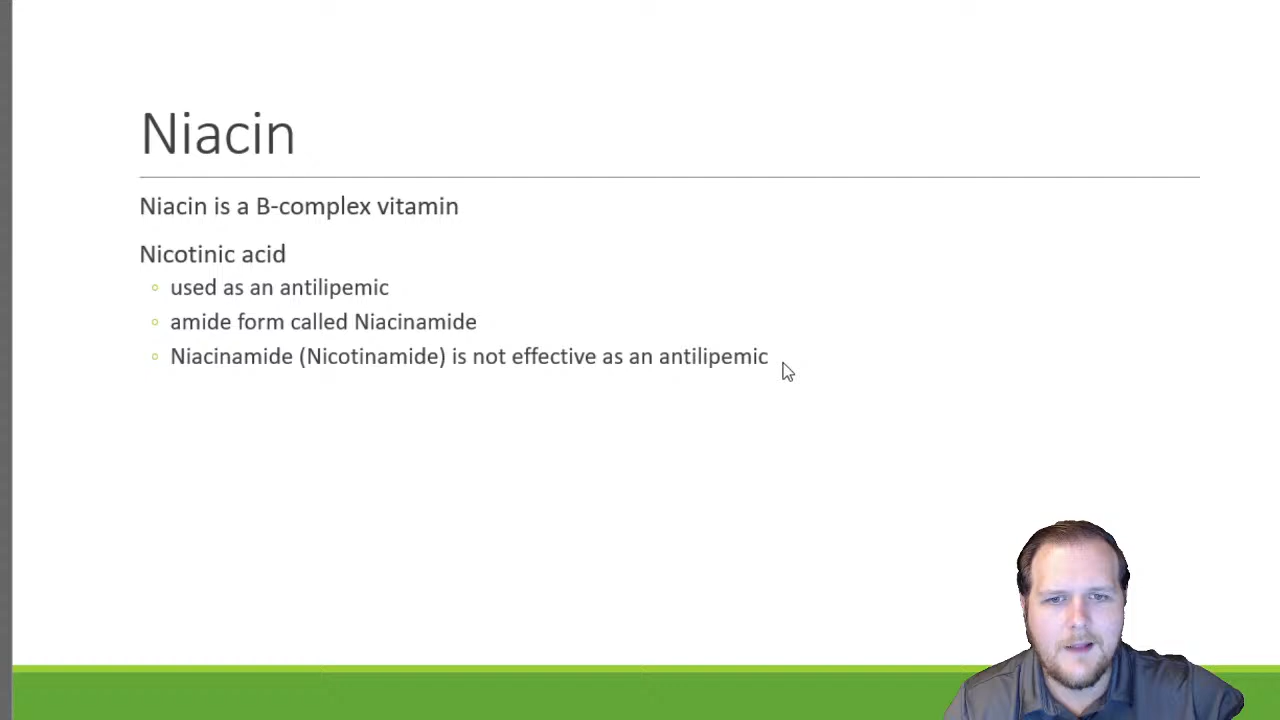 Niacin
Niacin is a B-complex vitamin
Nicotinic acid
used as an antilipemic
amide form called Niacinamide
Niacinamide (Nicotinamide) is not effective as an antilipemic